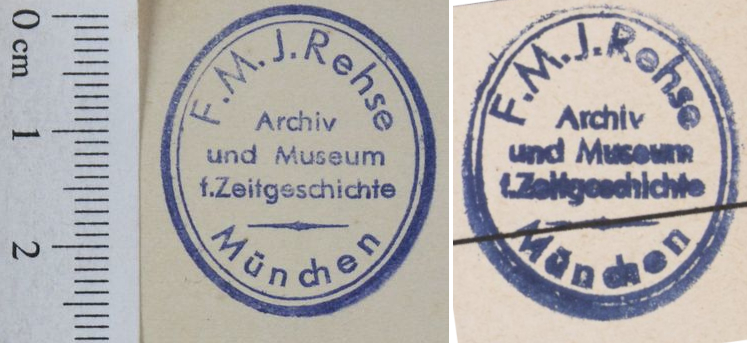 0 cm
1
2
F.M.J.Rehse
Archiv
und Museum
f.Zeitgeschichte
München
F.M.J.Rehse
Archiv
und Museum
f.Zeitgeschichte
München